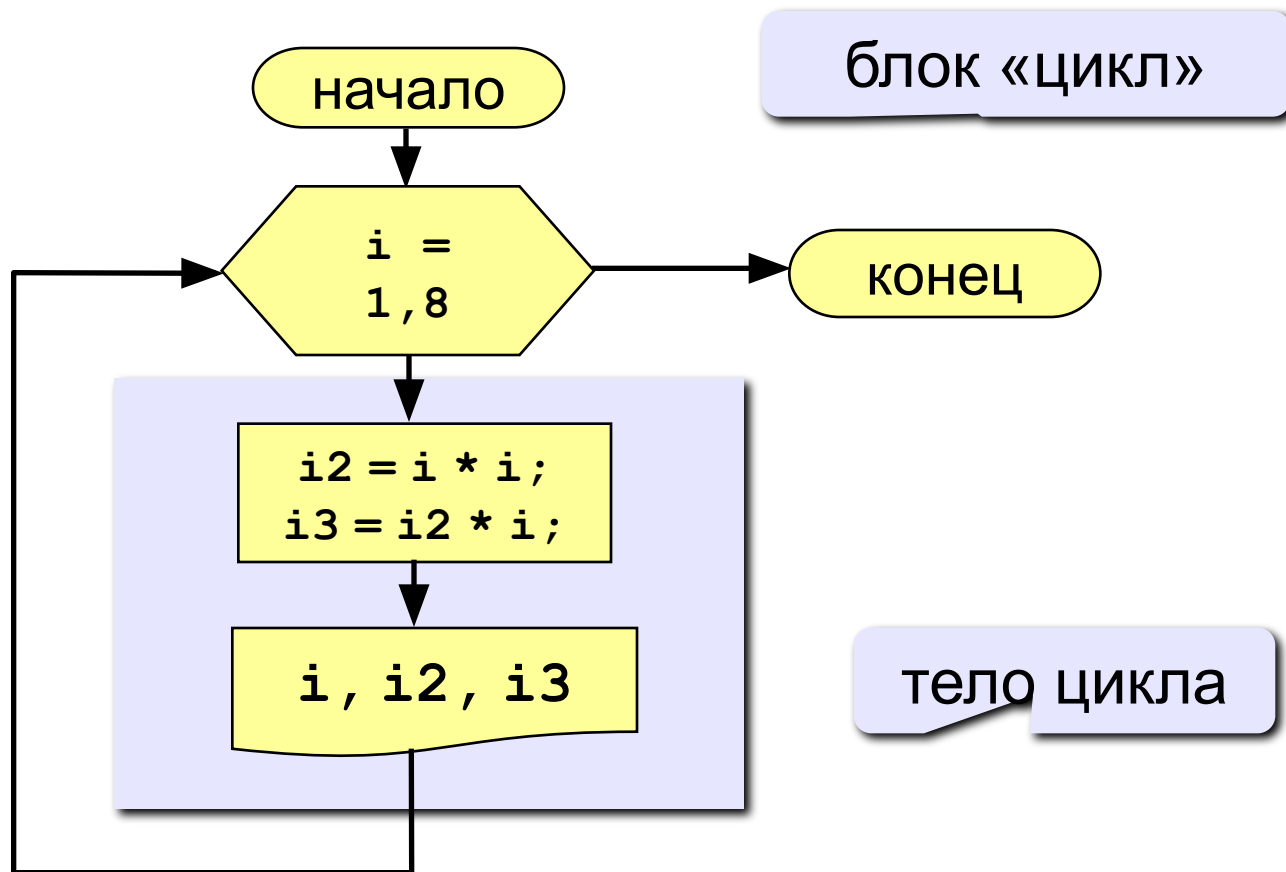 блок «цикл»
начало
i =
1,8
конец
i2 = i * i;
i3 = i2 * i;
i, i2, i3
тело цикла